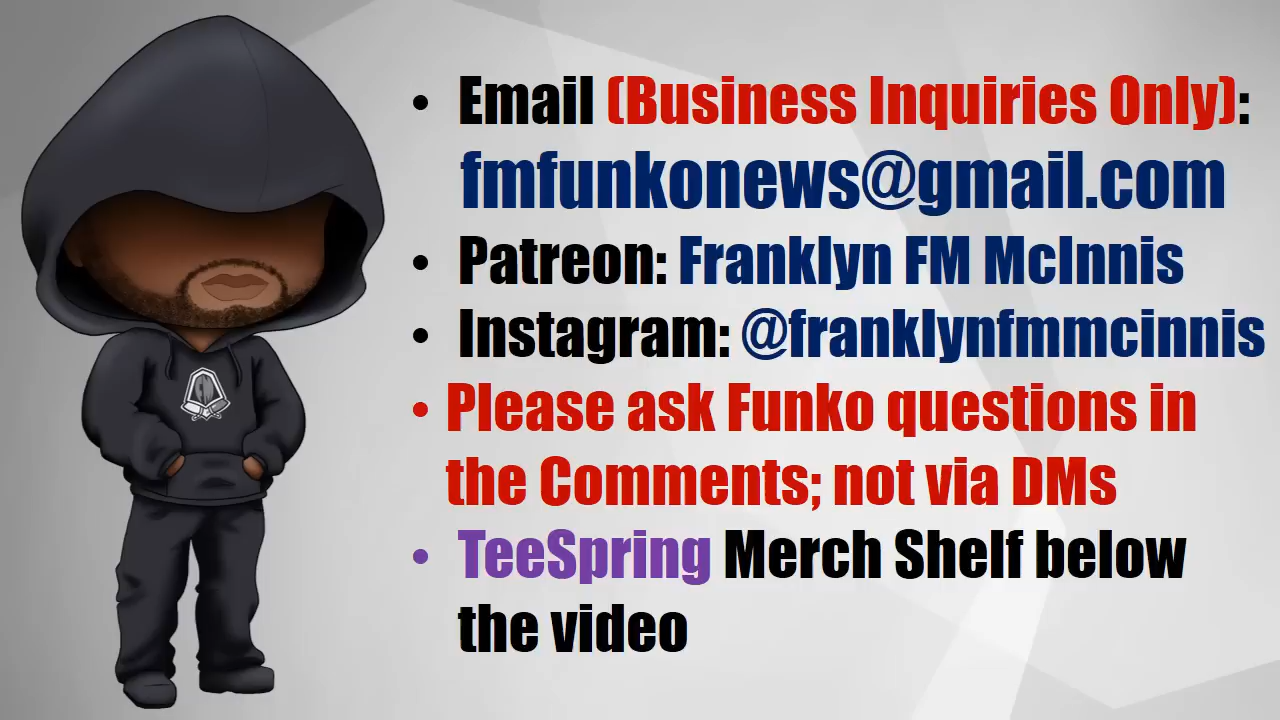 • Email (Business Inquiries Only):
fmfunkonews@gmail.com
• Patreon: Franklyn FM McInnis
• Instagram: @franklynfmmcinnis
• Please ask Funko questions in
the Comments; not via DMs
• TeeSpring Merch Shelf below
the video